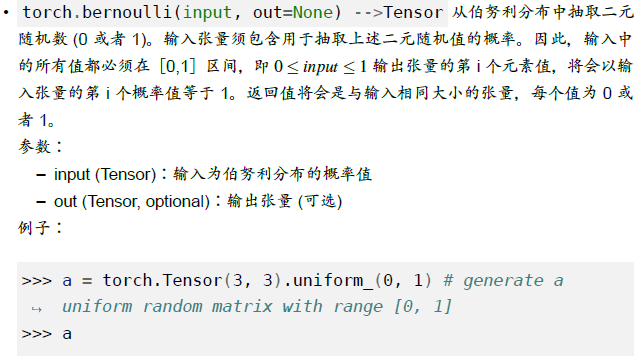 • torch.bernoulli(input, out=None) -->Tensor 从伯努利分布中抽取二元
随机数 (0 或者 1)。输入张量须包含用于抽取上述二元随机值的概率。因此，输入中
的所有值都必须在［0,1］区间，即 0 ≤ input ≤ 1 输出张量的第 i 个元素值，将会以输
入张量的第 i 个概率值等于 1。返回值将会是与输入相同大小的张量，每个值为 0 或
者 1。
参数：
– input (Tensor)：输入为伯努利分布的概率值
– out (Tensor, optional)：输出张量 (可选)
例子：
>>> a = torch.Tensor(3, 3).uniform_(0, 1) # generate a
↪ uniform random matrix with range [0, 1]
>>> a